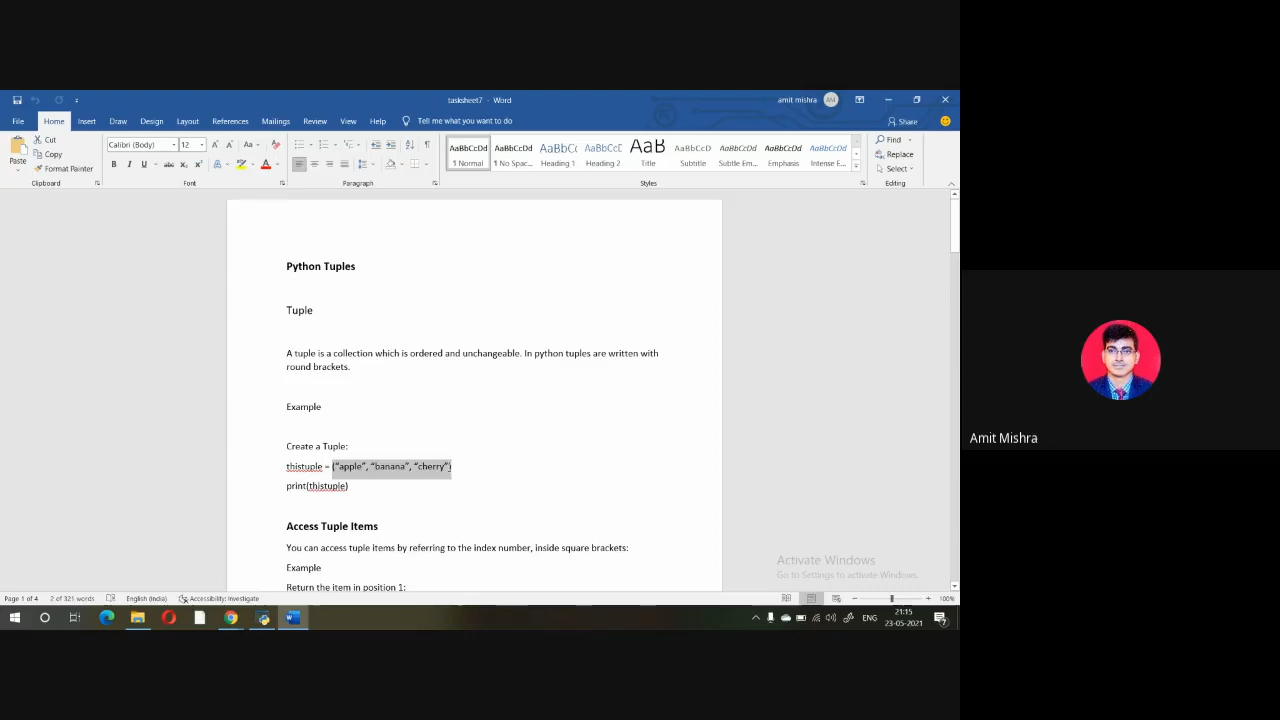 tasksheet7 - Word
amit mishra
AM
File Home Insert Draw Design Layout References Mailings Review View Help Tell me what you want to do
Share
Paste
Cut
Copy
Format Painter
Clipboard
Calibri (Body) 12
Font
Paragraph
AaBbCcDd AaBbCcDd AaBbC( AaBbCcC AaB AaBbCcD AaBbCcDd AaBbCcDd AaBbCcDd
¶ Normal ¶ No Spac... Heading 1 Heading 2 Title Subtitle Subtle Em... Emphasis Intense E...
Styles
Find
Replace
Select
Editing
Python Tuples
Tuple
A tuple is a collection which is ordered and unchangeable. In python tuples are written with
round brackets.
Example
Create a Tuple:
thistuple = (“apple”, “banana”, “cherry”)
print(thistuple)
Access Tuple Items
You can access tuple items by referring to the index number, inside square brackets:
Example
Return the item in position 1:
Activate Windows
Go to Settings to activate Windows.
Page 1 of 4 2 of 321 words English (India) Accessibility: Investigate
100%
ENG
21:15
23-05-2021
Amit Mishra